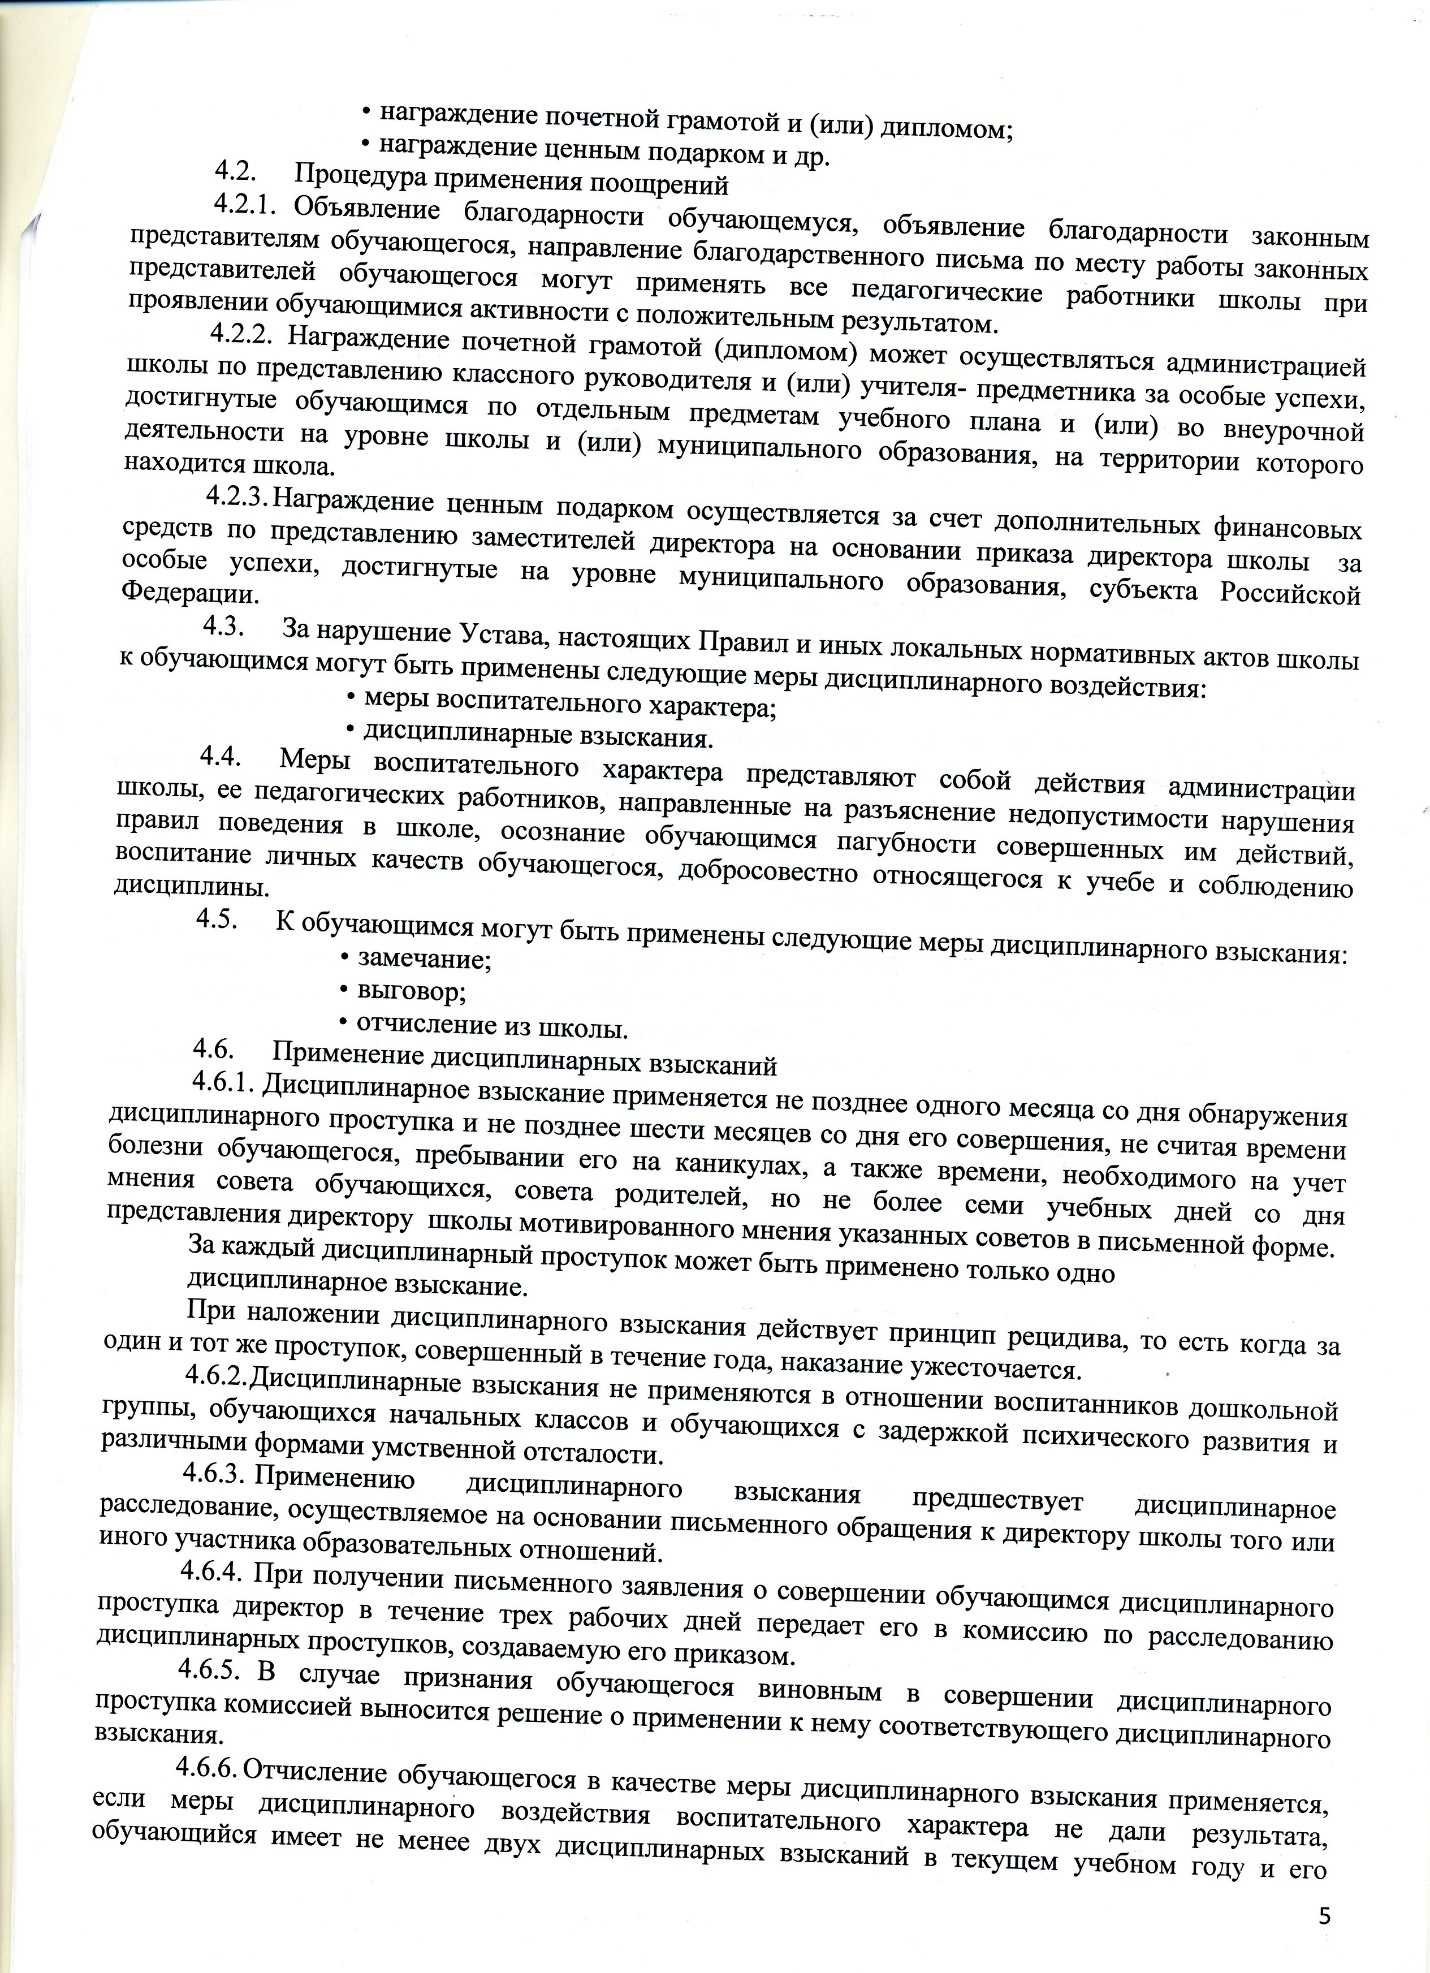 • награждение почетной грамотой и (или) дипломом;
• награждение ценным подарком и др.
4.2. Процедура применения поощрений
4.2.1. Объявление благодарности обучающемуся, объявление благодарности законным
представителям обучающегося, направление благодарственного письма по месту работы законных
представителей обучающегося могут применять все педагогические работники школы при
проявлении обучающимися активности с положительным результатом.
4.2.2. Награждение почетной грамотой (дипломом) может осуществляться администрацией
школы по представлению классного руководителя и (или) учителя- предметника за особые успехи,
достигнутые обучающимся по отдельным предметам учебного плана и (или) во внеурочной
деятельности на уровне школы и (или) муниципального образования, на территории которого
находится школа.
4.2.3. Награждение ценным подарком осуществляется за счет дополнительных финансовых
средств по представлению заместителей директора на основании приказа директора школы за
особые успехи, достигнутые на уровне муниципального образования, субъекта Российской
Федерации.
4.3. За нарушение Устава, настоящих Правил и иных локальных нормативных актов школы
к обучающимся могут быть применены следующие меры дисциплинарного воздействия:
• меры воспитательного характера;
• дисциплинарные взыскания.
4.4. Меры воспитательного характера представляют собой действия администрации
школы, ее педагогических работников, направленные на разъяснение недопустимости нарушения
правил поведения в школе, осознание обучающимся пагубности совершенных им действий,
воспитание личных качеств обучающегося, добросовестно относящегося к учебе и соблюдению
дисциплины.
4.5. К обучающимся могут быть применены следующие меры дисциплинарного взыскания:
• замечание;
• выговор;
• отчисление из школы.
4.6. Применение дисциплинарных взысканий
4.6.1. Дисциплинарное взыскание применяется не позднее одного месяца со дня обнаружения
дисциплинарного проступка и не позднее шести месяцев со дня его совершения, не считая времени
болезни обучающегося, пребывании его на каникулах, а также времени, необходимого на учет
мнения совета обучающихся, совета родителей, но не более семи учебных дней со дня
представления директору школы мотивированного мнения указанных советов в письменной форме.
За каждый дисциплинарный проступок может быть применено только одно
дисциплинарное взыскание.
При наложении дисциплинарного взыскания действует принцип рецидива, то есть когда за
один и тот же проступок, совершенный в течение года, наказание ужесточается.
4.6.2. Дисциплинарные взыскания не применяются в отношении воспитанников дошкольной
группы, обучающихся начальных классов и обучающихся с задержкой психического развития и
различными формами умственной отсталости.
4.6.3. Применению дисциплинарного взыскания предшествует дисциплинарное
расследование, осуществляемое на основании письменного обращения к директору школы того или
иного участника образовательных отношений.
4.6.4. При получении письменного заявления о совершении обучающимся дисциплинарного
проступка директор в течение трех рабочих дней передает его в комиссию по расследованию
дисциплинарных проступков, создаваемую его приказом.
4.6.5. В случае признания обучающегося виновным в совершении дисциплинарного
проступка комиссией выносится решение о применении к нему соответствующего дисциплинарного
взыскания.
4.6.6. Отчисление обучающегося в качестве меры дисциплинарного взыскания применяется,
если меры дисциплинарного воздействия воспитательного характера не дали результата,
обучающийся имеет не менее двух дисциплинарных взысканий в текущем учебном году и его
5